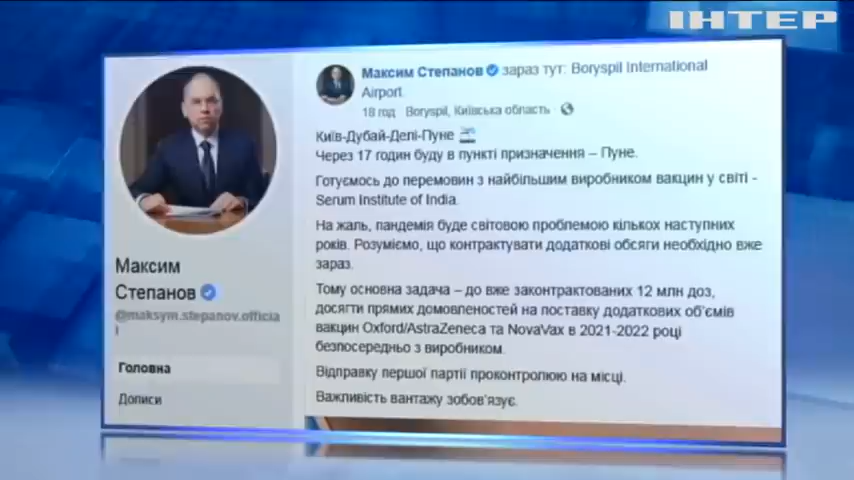 ІНТЕР
Максим Степанов зараз тут: Boryspil International
Airport.
18 год · Boryspil, Київська область ·
Київ-Дубай-Делі-Пуне
Через 17 годин буду в пункті призначення – Пуне.
Готуємось до перемовин з найбільшим виробником вакцин у світі -
Serum Institute of India.
На жаль, пандемія буде світовою проблемою кількох наступних
років. Розуміємо, що контрактувати додаткові обсяги необхідно вже
зараз.
Тому основна задача – до вже законтрактованих 12 млн доз,
досягти прямих домовленостей на поставку додаткових об'ємів
вакцин Oxford/AstraZeneca та NovaVax в 2021-2022 році
безпосередньо з виробником.
Відправку першої партії проконтролюю на місці.
Важливість вантажу зобов'язує.
Максим
Степанов
@maksym.stepanov.officia
l
Головна
Дописи